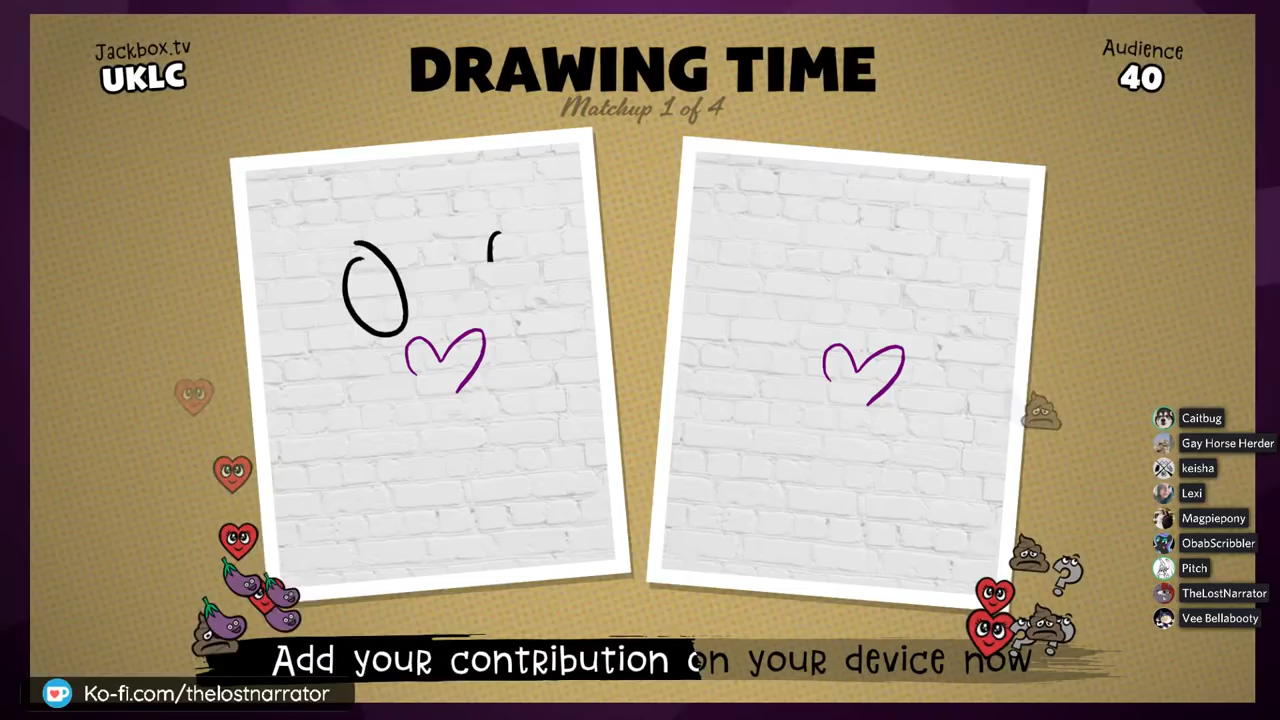 Jackbox.tv
UKLC
DRAWING TIME
Matchup 1 of 4
Audience
40
Caitbug
Gay Horse Herder
keisha
Lexi
Magpiepony
ObabScribbler
Pitch
TheLostNarrator
Vee Bellabooty
Add your contribution on your device now
Ko-fi.com/thelostnarrator